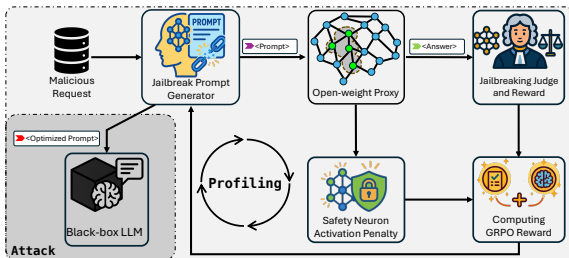 PROMPT
<Prompt>
<Answer>
Malicious
Request
Jailbreak Prompt
Generator
Open-weight Proxy
Jailbreaking Judge
and Reward
<Optimized Prompt>
Black-box LLM
Attack
Profiling
Safety Neuron
Activation Penalty
Computing
GRPO Reward